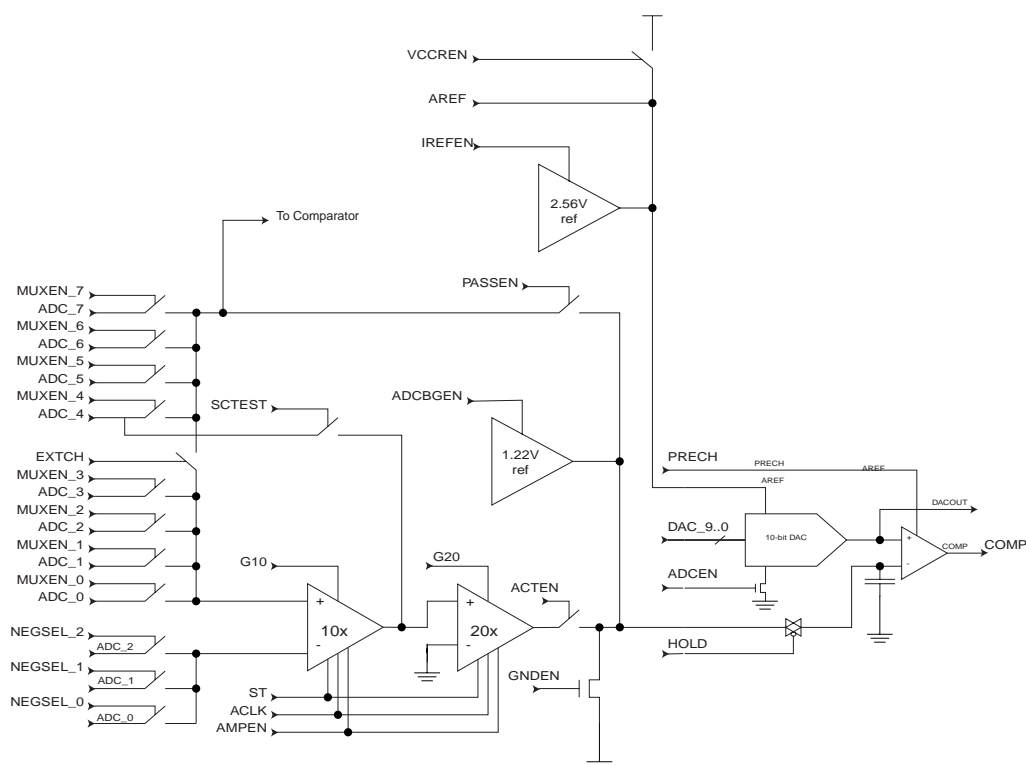 VCCREN
AREF
IREFEN
2.56V
ref
To Comparator
PASSEN
MUXEN_7
ADC_7
MUXEN_6
ADC_6
MUXEN_5
ADC_5
MUXEN_4
ADC_4
SCTEST
ADCBGEN
1.22V
ref
EXTCH
MUXEN_3
ADC_3
MUXEN_2
ADC_2
MUXEN_1
ADC_1
MUXEN_0
ADC_0
PRECH
PRECH
AREF
AREF
DACOUT
DAC_9..0
10-bit DAC
+
-
COMP
COMP
ADCEN
HOLD
G10
G20
ACTEN
+
10x
-
+
20x
-
NEGSEL_2
ADC_2
NEGSEL_1
ADC_1
NEGSEL_0
ADC_0
GNDEN
ST
ACLK
AMPEN